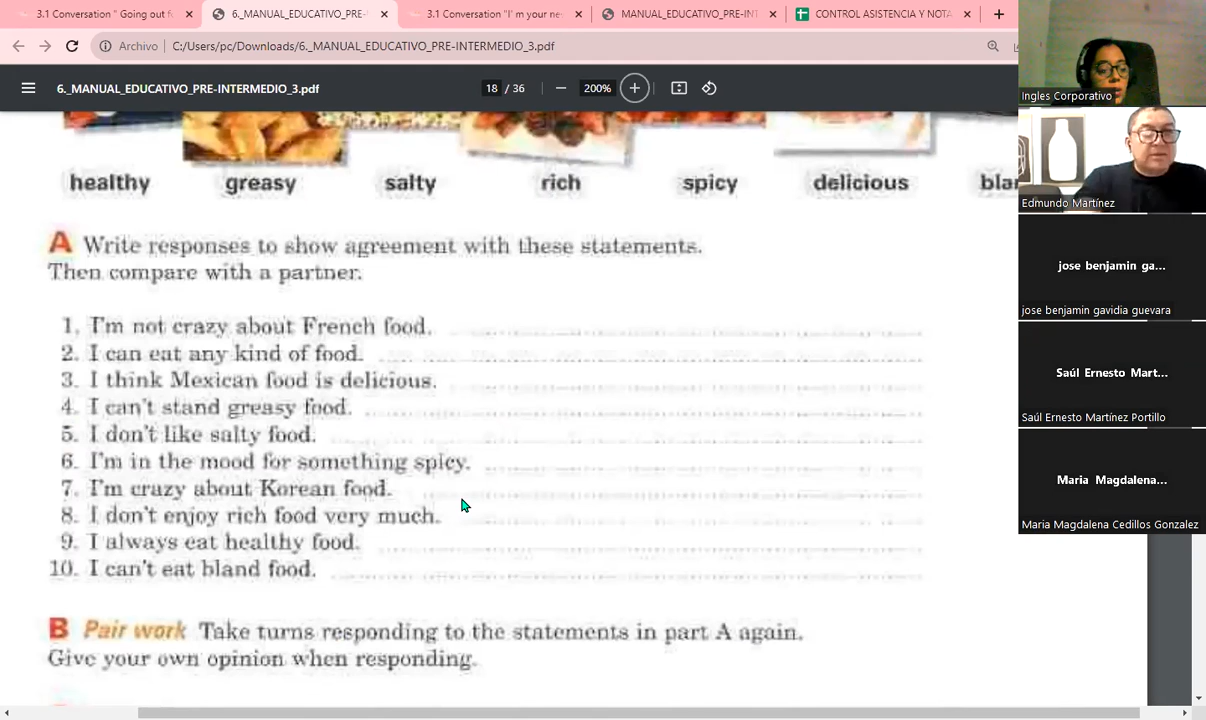 3.1 Conversation " Going out f
6._MANUAL_EDUCATIVO_PRE-
3.1 Conversation "I' m your ne
MANUAL_EDUCATIVO_PRE-INT
CONTROL ASISTENCIA Y NOTA
Archivo C:/Users/pc/Downloads/6._MANUAL_EDUCATIVO_PRE-INTERMEDIO_3.pdf
6._MANUAL_EDUCATIVO_PRE-INTERMEDIO_3.pdf 18 / 36 200%
healthy greasy salty rich spicy delicious bla
A Write responses to show agreement with these statements.
Then compare with a partner.
1. I'm not crazy about French food.
2. I can eat any kind of food.
3. I think Mexican food is delicious.
4. I can't stand greasy food.
5. I don't like salty food.
6. I'm in the mood for something spicy.
7. I'm crazy about Korean food.
8. I don't enjoy rich food very much.
9. I always eat healthy food.
10. I can't eat bland food.
B Pair work Take turns responding to the statements in part A again.
Give your own opinion when responding.
Ingles Corporativo
Edmundo Martínez
jose benjamin ga...
jose benjamin gavidia guevara
Saúl Ernesto Mart...
Saúl Ernesto Martínez Portillo
Maria Magdalena...
Maria Magdalena Cedillos Gonzalez